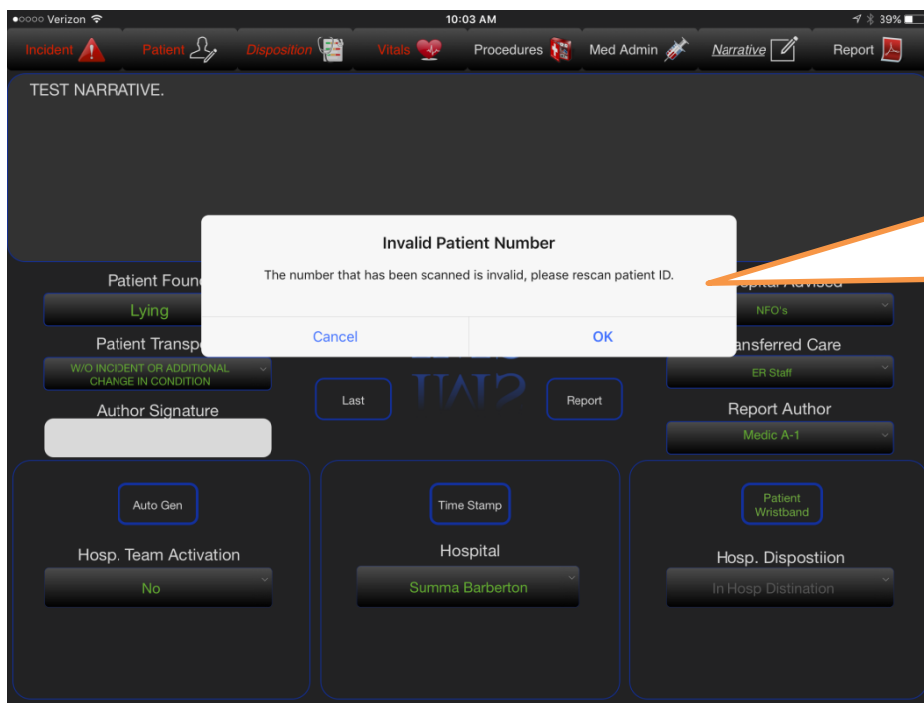 ●○○○○ Verizon 10:03 AM 39%
Incident Patient Disposition Vitals Procedures Med Admin Narrative Report
TEST NARRATIVE.
Invalid Patient Number
The number that has been scanned is invalid, please rescan patient ID.
Cancel OK
Patient Foun
Lying NFO's
Patient Transp ansferred Care
W/O INCIDENT OR ADDITIONAL
CHANGE IN CONDITION
ER Staff
Last Report
Author Signature Report Author
Medic A-1
Auto Gen Time Stamp Patient
Wristband
Hosp. Team Activation Hospital Hosp. Dispostiion
No Summa Barberton In Hosp Distination